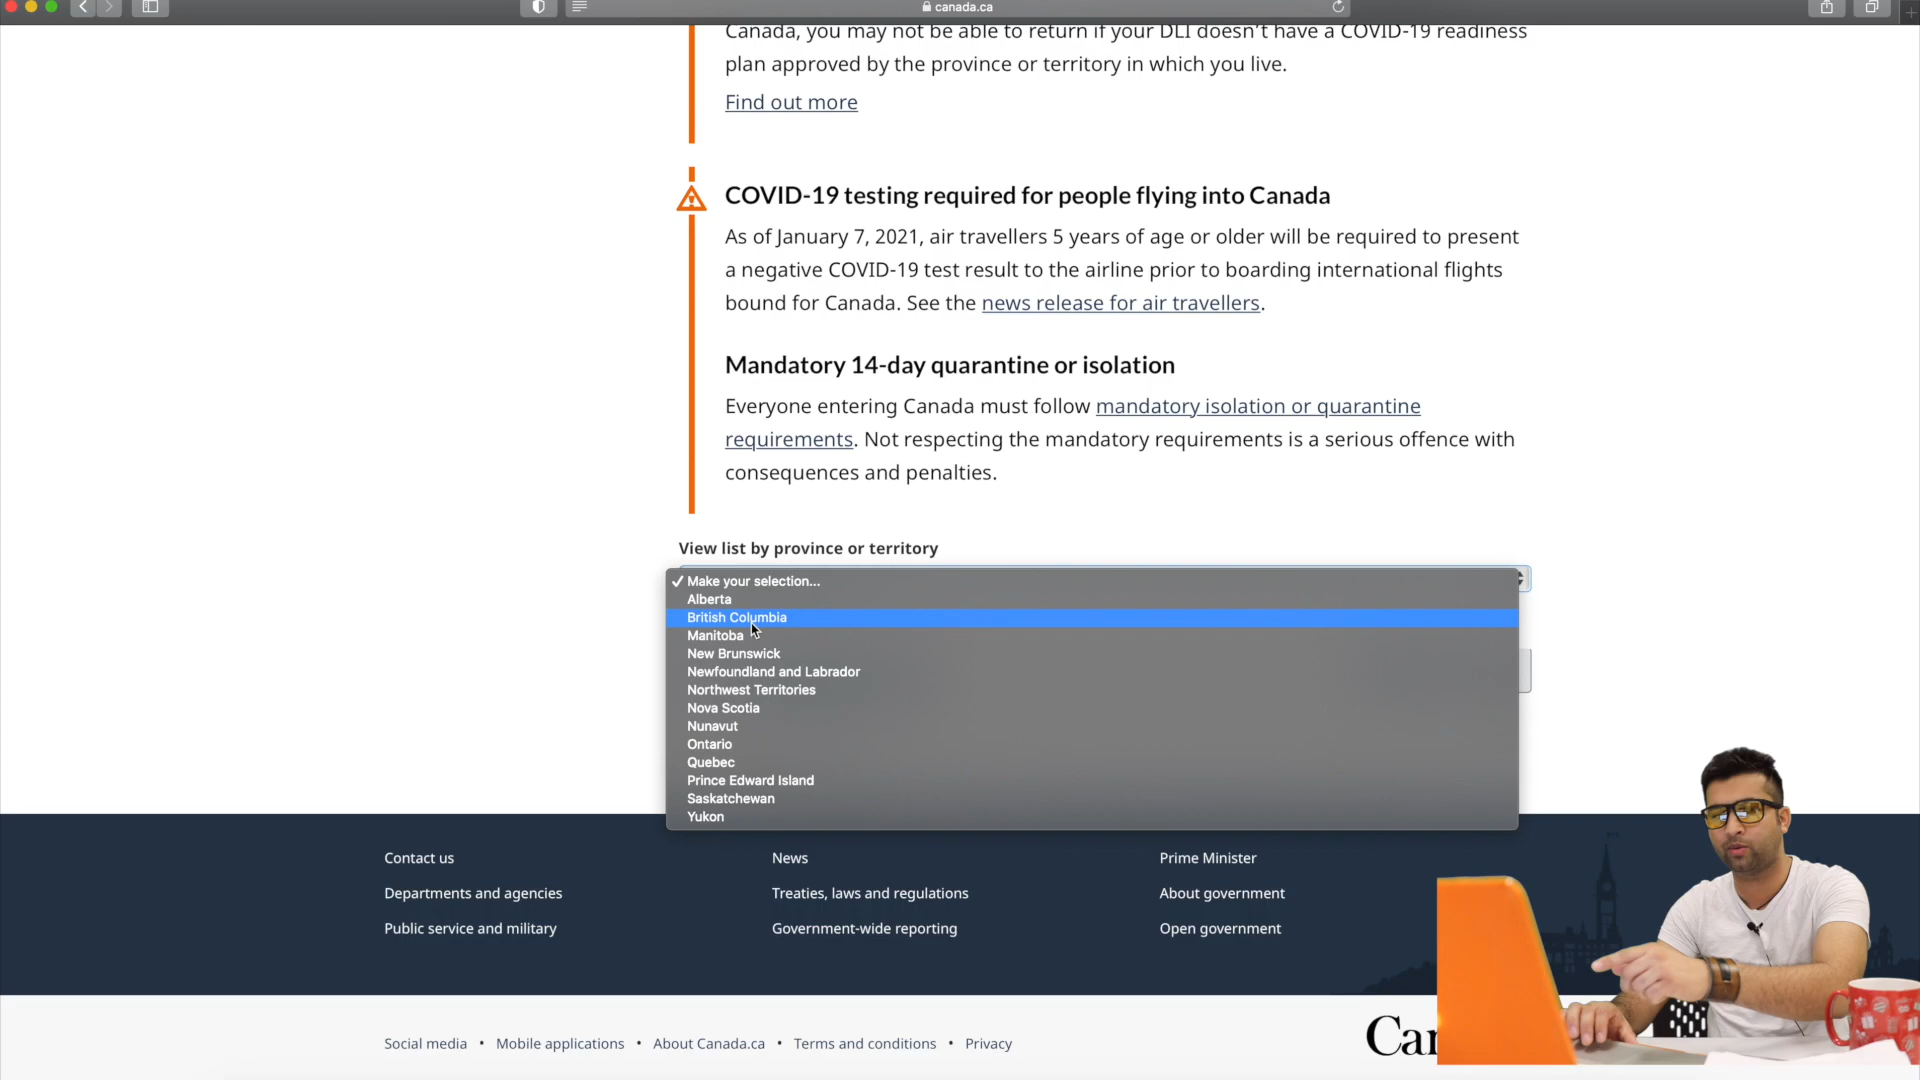 canada.ca
Canada, you may not be able to return if your DLI doesn't have a COVID-19 readiness
plan approved by the province or territory in which you live.
Find out more
COVID-19 testing required for people flying into Canada
As of January 7, 2021, air travellers 5 years of age or older will be required to present
a negative COVID-19 test result to the airline prior to boarding international flights
bound for Canada. See the news release for air travellers.
Mandatory 14-day quarantine or isolation
Everyone entering Canada must follow mandatory isolation or quarantine
requirements. Not respecting the mandatory requirements is a serious offence with
consequences and penalties.
View list by province or territory
✓ Make your selection...
Alberta
British Columbia
Manitoba
New Brunswick
Newfoundland and Labrador
Northwest Territories
Nova Scotia
Nunavut
Ontario
Quebec
Prince Edward Island
Saskatchewan
Yukon
Contact us
News
Prime Minister
Departments and agencies
Treaties, laws and regulations
About government
Public service and military
Government-wide reporting
Open government
Social media • Mobile applications • About Canada.ca • Terms and conditions • Privacy
Can